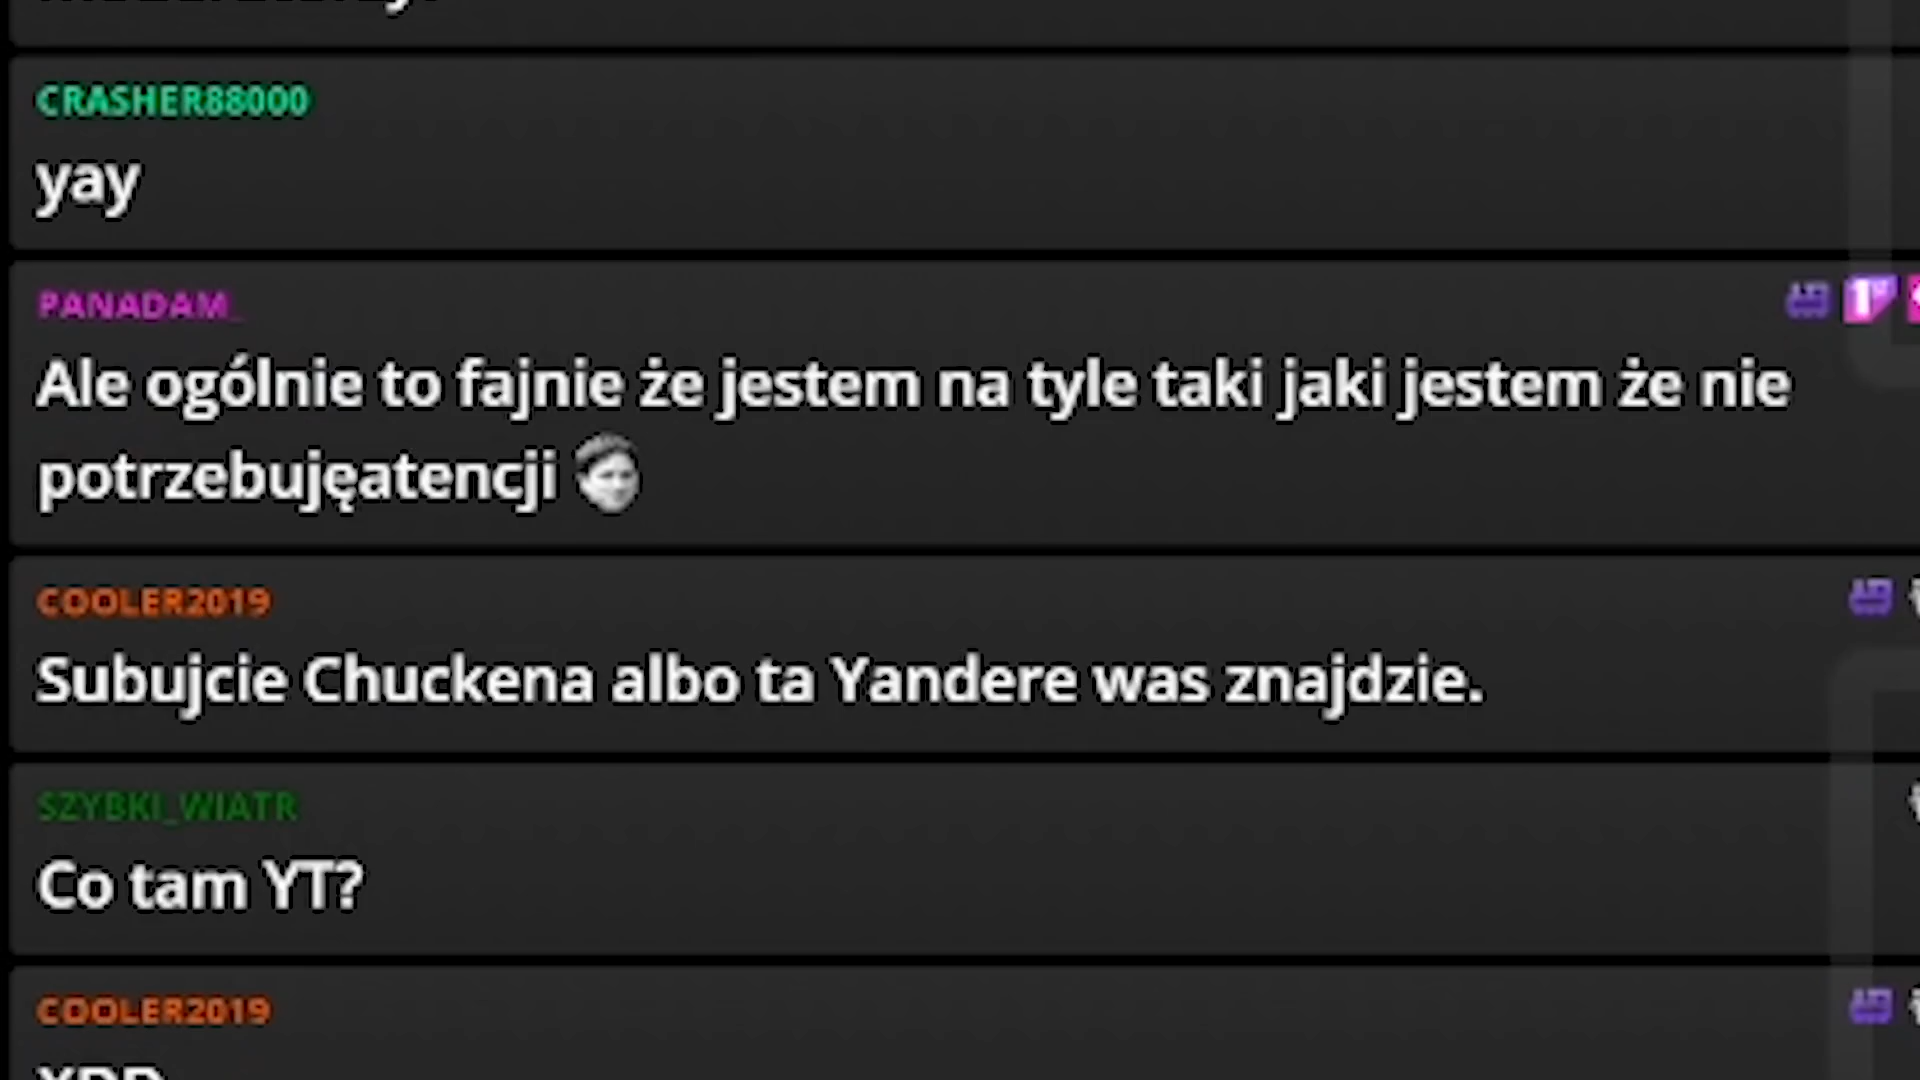 CRASHER88000
yay
PANADAM_
Ale ogólnie to fajnie że jestem na tyle taki jaki jestem że nie
potrzebujęatencji
COOLER2019
Subujcie Chuckena albo ta Yandere was znajdzie.
SZYBKI_WIATR
Co tam YT?
COOLER2019
XDD